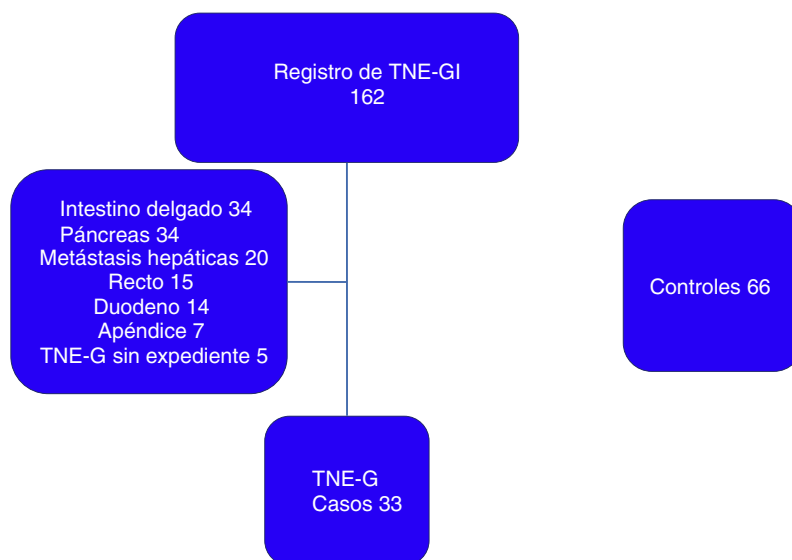 Registro de TNE-GI
162
Intestino delgado 34
Páncreas 34
Metástasis hepáticas 20
Recto 15
Duodeno 14
Apéndice 7
TNE-G sin expediente 5
Controles 66
TNE-G
Casos 33